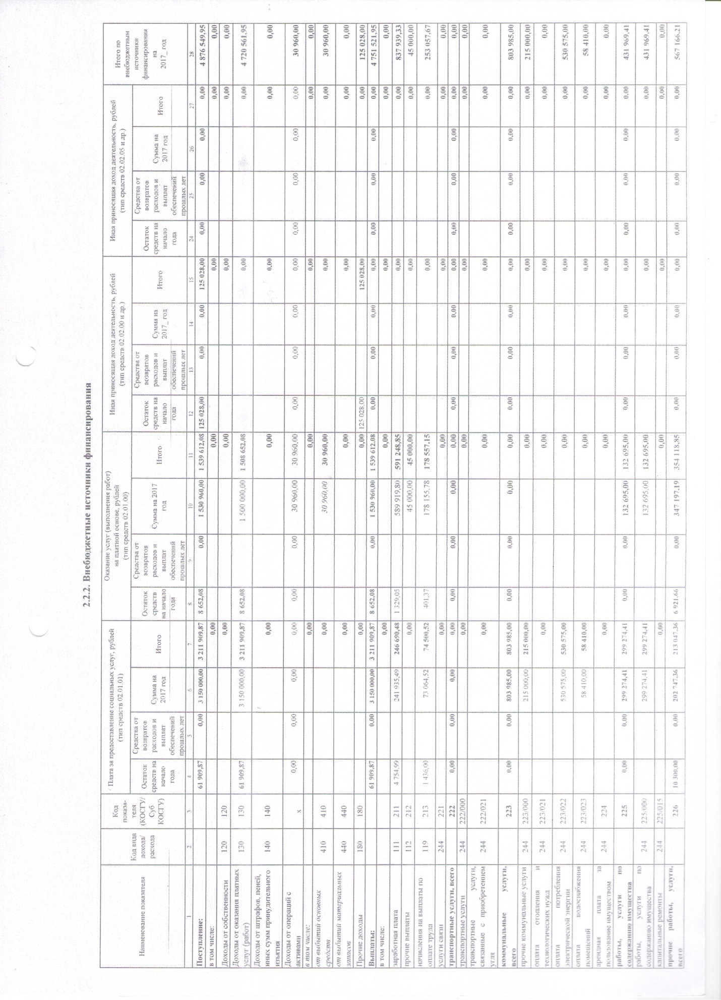 2.2.2. Внебюджетные источники финансирования
Наименование показателя | Код вида дохода/ расхода | Код показа- теля (КОСГУ/ Суб КОСГУ) | Плата за предоставление социальных услуг, рублей (тип средств 02.01.01) | Оказание услуг (выполнения работ) на платной основе, рублей (тип средств 02.01.00) | Иная приносящая доход деятельность, рублей (тип средств 02.02.00 и др.) | Иная приносящая доход деятельность, рублей (тип средств 02.02.05 и др.) | Итого по внебюджетным источники финансирования на 2017_ год
Остаток средств на начало года | Средства от возвратов расходов и выплат обеспечений прошлых лет | Сумма на 2017 год | Итого | Остаток средств на начало года | Средства от возвратов расходов и выплат обеспечений прошлых лет | Сумма на 2017 год | Итого | Остаток средств на начало года | Средства от возвратов расходов и выплат обеспечений прошлых лет | Сумма на 2017_ год | Итого | Остаток средств на начало года | Средства от возвратов расходов и выплат обеспечений прошлых лет | Сумма на 2017 год | Итого
1 2 3 4 5 6 7 8 9 10 11 12 13 14 15 24 25 26 27 28
Поступление: 61 909,87 0,00 3 150 000,00 3 211 909,87 8 652,08 0,00 1 530 960,00 1 539 612,08 125 028,00 0,00 0,00 125 028,00 0,00 0,00 0,00 0,00 4 876 549,95
в том числе: 0,00 0,00 0,00 0,00 0,00
Доходы от собственности 120 120 0,00 0,00 0,00 0,00 0,00
Доходы от оказания платных услуг (работ) 130 130 61 909,87 3 150 000,00 3 211 909,87 8 652,08 1 500 000,00 1 508 652,08 0,00 0,00 4 720 561,95
Доходы от штрафов, пеней, иных сумм принудительного изъятия 140 140 0,00 0,00 0,00 0,00 0,00
Доходы от операций с активами х 0,00 0,00 0,00 0,00 0,00 0,00 30 960,00 30 960,00 0,00 0,00 0,00 0,00 0,00 0,00 0,00 0,00 30 960,00
в том числе: 0,00 0,00 0,00 0,00 0,00
от выбытий основных средств 410 410 0,00 30 960,00 30 960,00 0,00 0,00 30 960,00
от выбытий материальных запасов 440 440 0,00 0,00 0,00 0,00 0,00
Прочие доходы 180 180 0,00 0,00 125 028,00 125 028,00 0,00 125 028,00
Выплаты: 61 909,87 0,00 3 150 000,00 3 211 909,87 8 652,08 0,00 1 530 960,00 1 539 612,08 0,00 0,00 0,00 0,00 0,00 0,00 0,00 0,00 4 751 521,95
в том числе: 0,00 0,00 0,00 0,00 0,00
заработная плата 111 211 4 754,99 241 935,49 246 690,48 1 329,05 589 919,80 591 248,85 0,00 0,00 837 939,33
прочие выплаты 112 212 0,00 45 000,00 45 000,00 0,00 0,00 45 000,00
начисления на выплаты по оплате труда 119 213 1 436,00 73 064,52 74 500,52 401,37 178 155,78 178 557,15 0,00 0,00 253 057,67
услуги связи 244 221 0,00 0,00 0,00 0,00 0,00
транспортные услуги, всего 222 0,00 0,00 0,00 0,00 0,00 0,00 0,00 0,00 0,00 0,00 0,00 0,00 0,00 0,00 0,00 0,00 0,00
транспортные услуги 244 222/000 0,00 0,00 0,00 0,00 0,00
транспортные услуги, связанные с приобретением угля 244 222/021 0,00 0,00 0,00 0,00 0,00
коммунальные услуги, всего 223 0,00 0,00 803 985,00 803 985,00 0,00 0,00 0,00 0,00 0,00 0,00 0,00 0,00 0,00 0,00 0,00 0,00 803 985,00
прочие коммунальные услуги 244 223/000 215 000,00 215 000,00 0,00 0,00 0,00 215 000,00
оплата отопления и технологических нужд 244 223/021 0,00 0,00 0,00 0,00 0,00
оплата потребления электрической энергии 244 223/022 530 575,00 530 575,00 0,00 0,00 0,00 530 575,00
оплата водоснабжения помещений 244 223/023 58 410,00 58 410,00 0,00 0,00 0,00 58 410,00
арендная плата за пользование имуществом 244 224 0,00 0,00 0,00 0,00 0,00
работы, услуги по содержанию имущества 225 0,00 0,00 299 274,41 299 274,41 0,00 0,00 132 695,00 132 695,00 0,00 0,00 0,00 0,00 0,00 0,00 0,00 0,00 431 969,41
работы, услуги по содержанию имущества 244 225/000 299 274,41 299 274,41 132 695,00 132 695,00 0,00 0,00 431 969,41
капитальные ремонты 244 225/015 0,00 0,00 0,00 0,00 0,00
прочие работы, услуги, всего 226 10 300,00 0,00 202 747,36 213 047,36 6 921,66 0,00 347 197,19 354 118,85 0,00 0,00 0,00 0,00 0,00 0,00 0,00 0,00 567 166,21